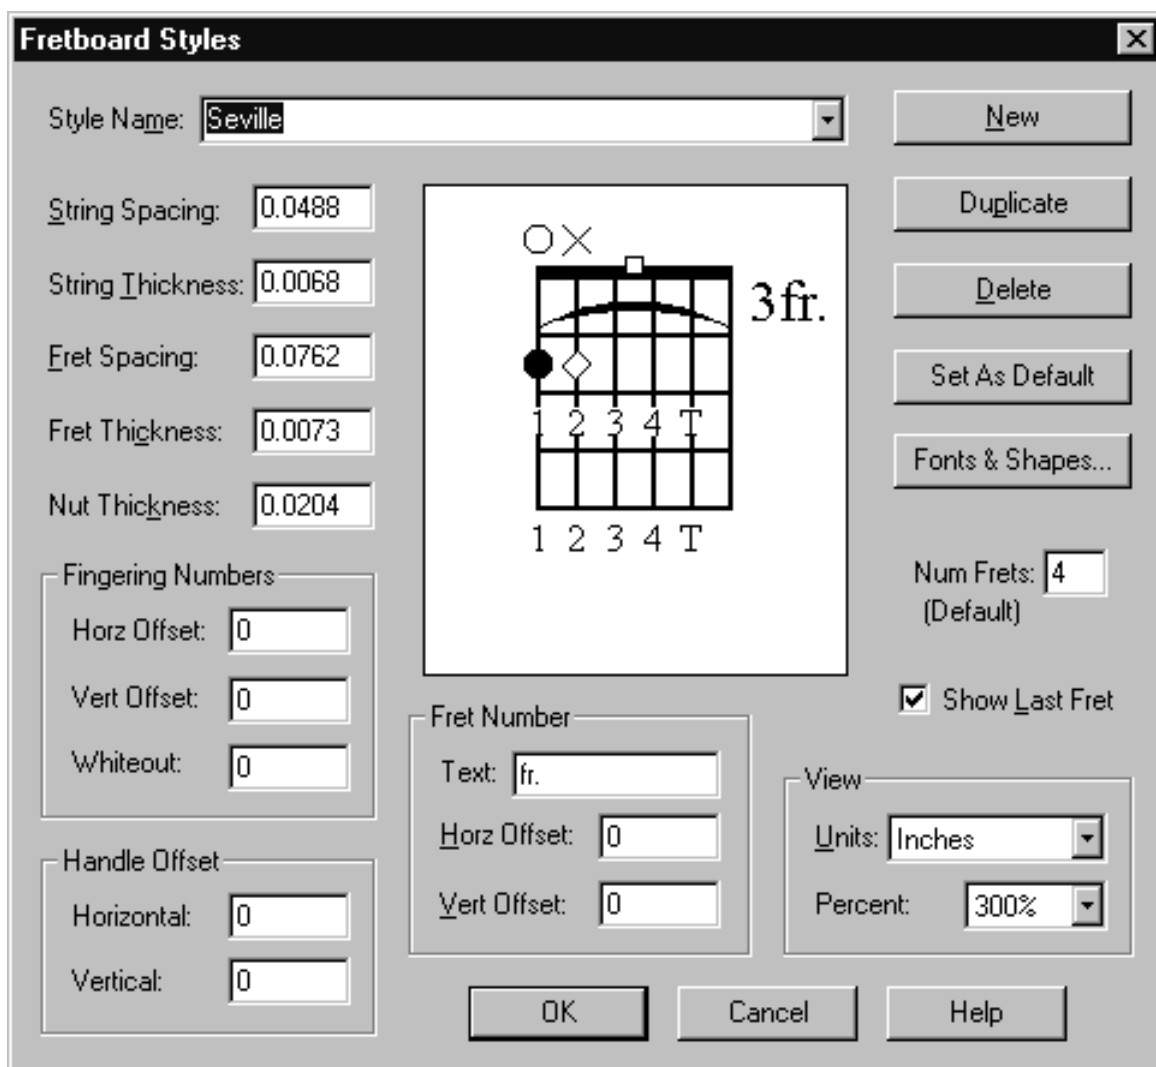 Fretboard Styles
Style Name: Seville
New
String Spacing: 0.0488
Duplicate
String Thickness: 0.0068
3fr.
Delete
Fret Spacing: 0.0762
Set As Default
Fret Thickness: 0.0073
1 2 3 4 T
Fonts & Shapes...
Nut Thickness: 0.0204
1 2 3 4 T
Fingering Numbers
Horz Offset: 0
Vert Offset: 0
Whiteout: 0
Num Frets: 4
(Default)
Show Last Fret
Handle Offset
Horizontal: 0
Vertical: 0
Fret Number
Text: fr.
Horz Offset: 0
Vert Offset: 0
View
Units: Inches
Percent: 300%
OK
Cancel
Help